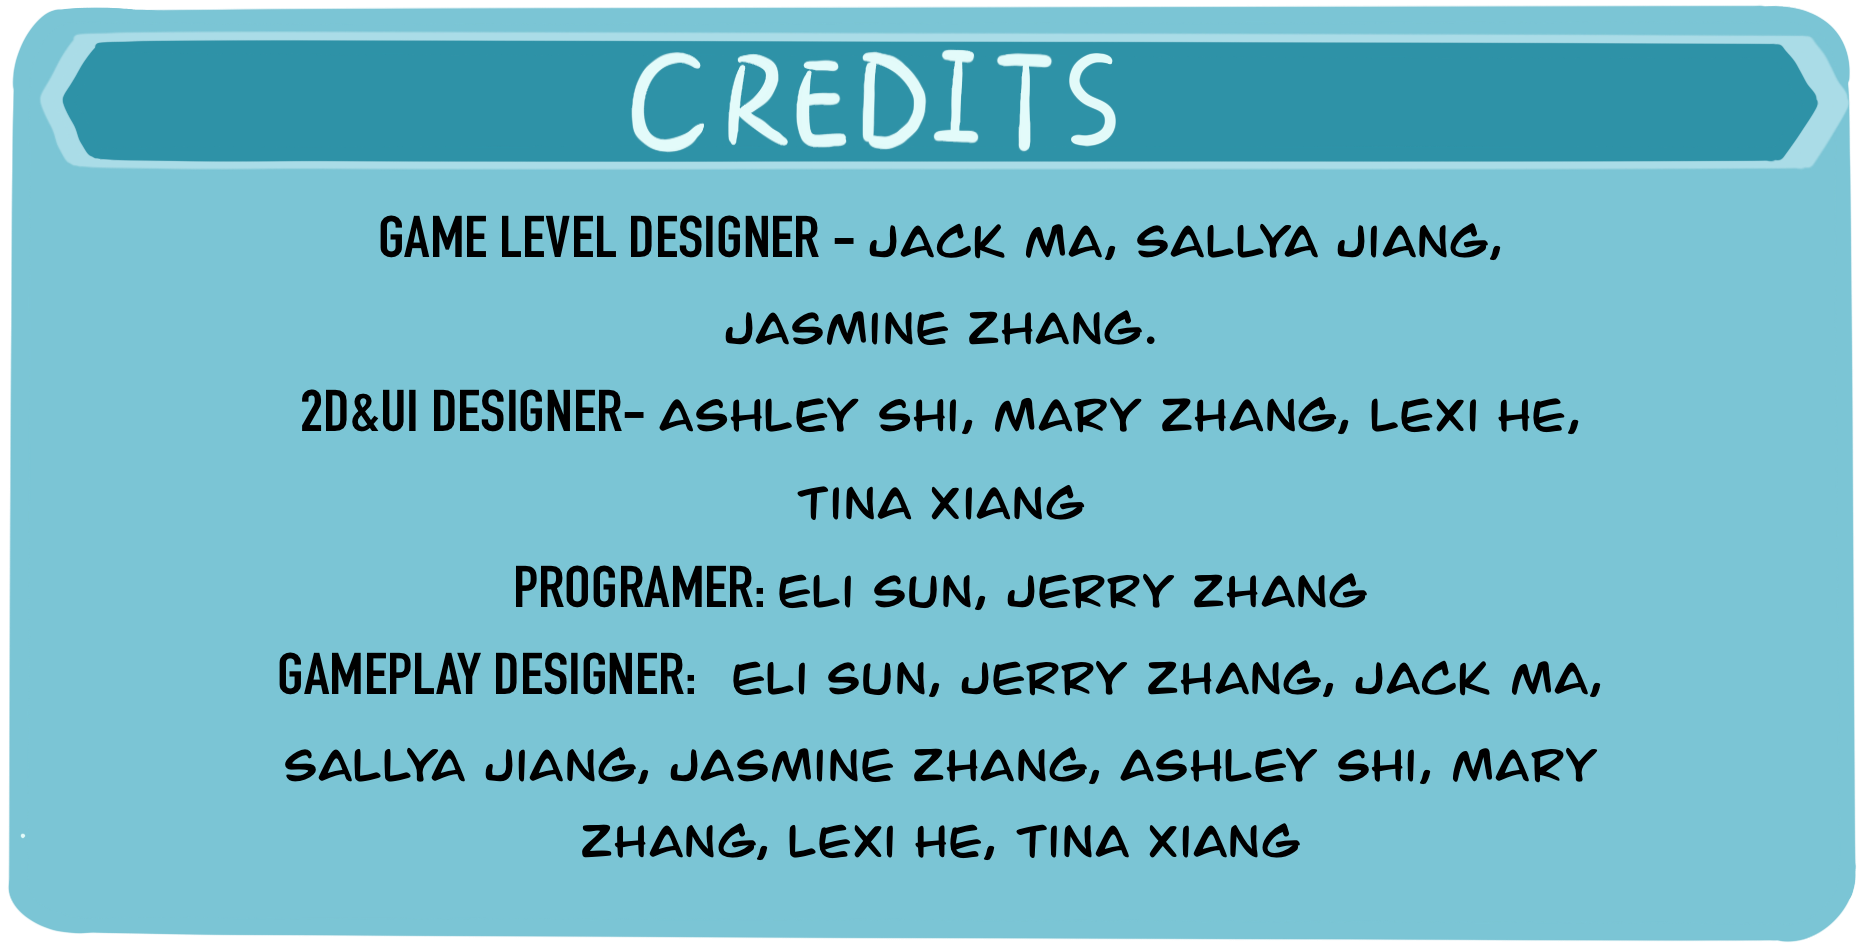 CREDITS
GAME LEVEL DESIGNER - JACK MA, SALLYA JIANG,
JASMINE ZHANG.
2D&UI DESIGNER- ASHLEY SHI, MARY ZHANG, LEXI HE,
TINA XIANG
PROGRAMER: ELI SUN, JERRY ZHANG
GAMEPLAY DESIGNER: ELI SUN, JERRY ZHANG, JACK MA,
SALLYA JIANG, JASMINE ZHANG, ASHLEY SHI, MARY
ZHANG, LEXI HE, TINA XIANG